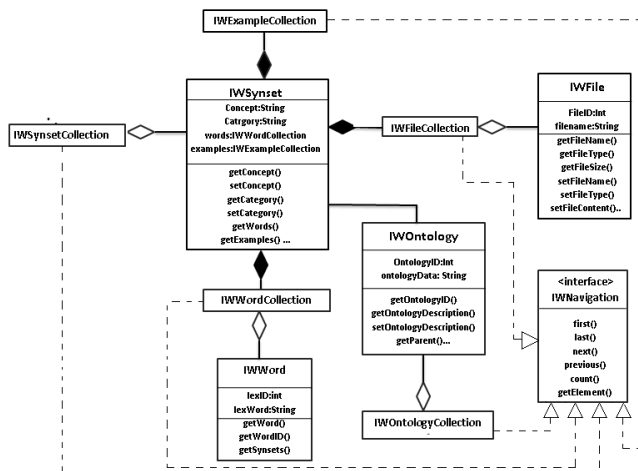 IWExampleCollection
IWSynset
Concept:String
Catrgory:String
words:IWWordCollection
examples:IWExampleCollection
getConcept()
setConcept()
getCategory()
setCategory()
getWords()
getExamples() ...
IWSynsetCollection
IWFileCollection
IWFile
FileID:Int
filename:String
getFileName()
getFileType()
getFileSize()
setFileName()
setFileType()
setFileContent()..
IWOntology
OntologyID:Int
ontologyData: String
getOntologyID()
getOntologyDescription()
setOntologyDescription()
getParent()...
IWWordCollection
<interface>
IWNavigation
first()
last()
next()
previous()
count()
getElement()
IWWord
lexID:int
lexWord:String
getWord()
getWordID()
getSynsets()
IWOntologyCollection